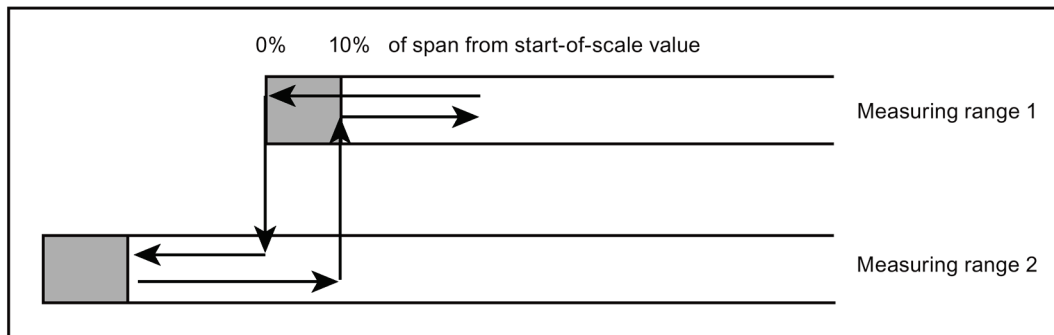 0% 10% of span from start-of-scale value
Measuring range 1
Measuring range 2